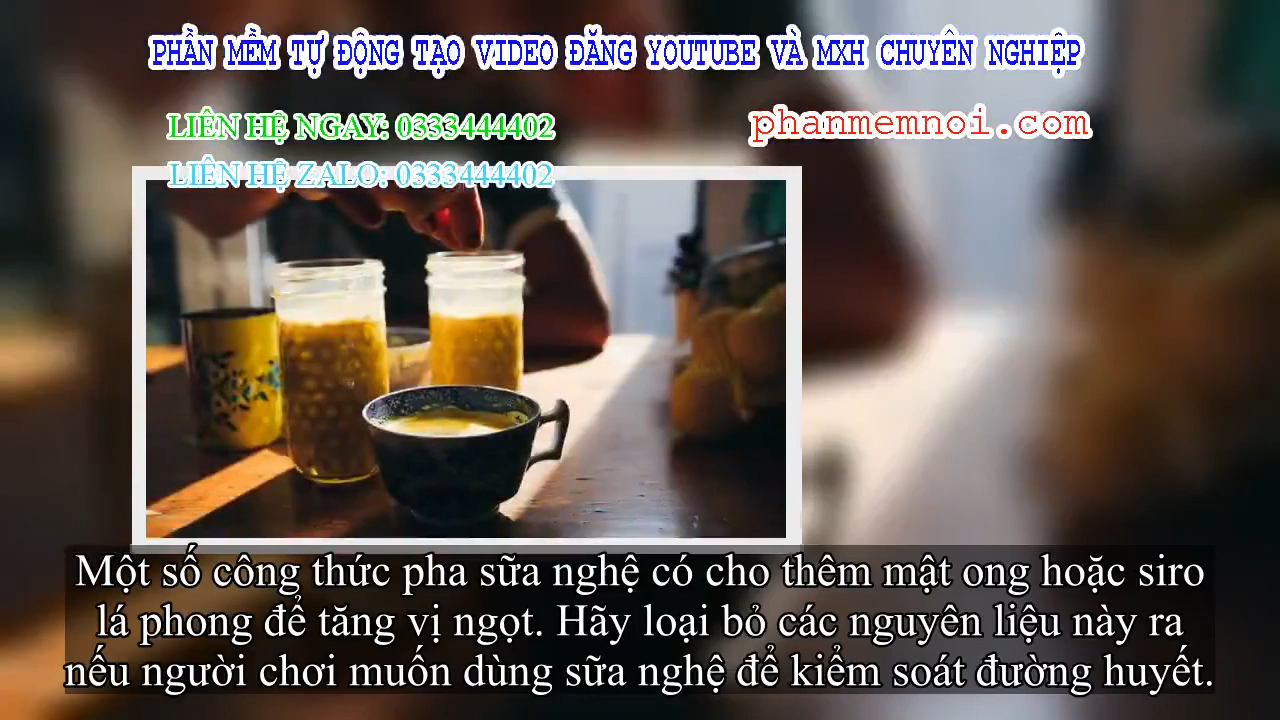 PHẦN MỀM TỰ ĐỘNG TẠO VIDEO ĐĂNG YOUTUBE VÀ MXH CHUYÊN NGHIỆP
LIÊN HỆ NGAY: 0333444402
phanmemnoi.com
LIÊN HỆ ZALO: 0333444402
Một số công thức pha sữa nghệ có cho thêm mật ong hoặc siro
lá phong để tăng vị ngọt. Hãy loại bỏ các nguyên liệu này ra
nếu người chơi muốn dùng sữa nghệ để kiểm soát đường huyết.